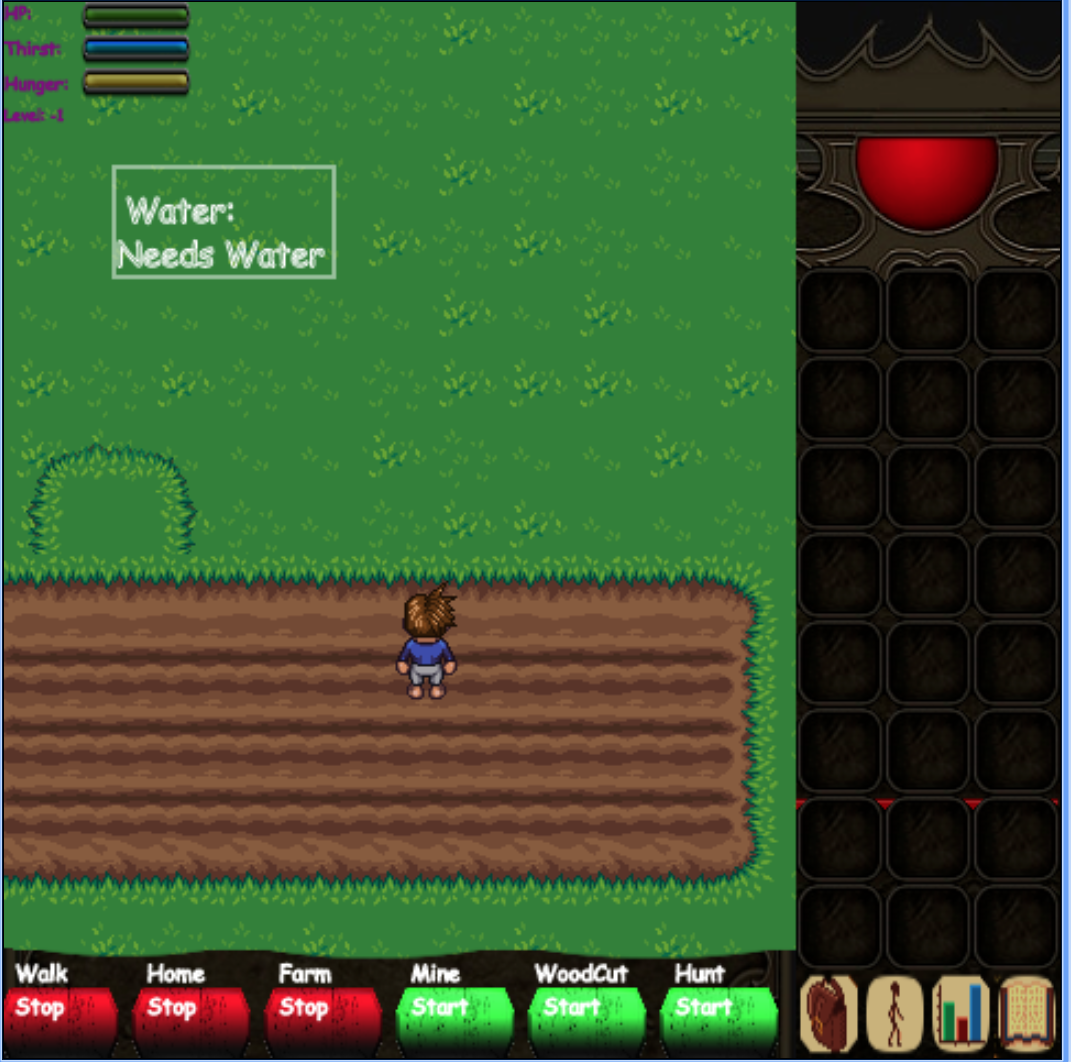 HP:
Thirst:
Hunger:
Level: -1
Water:
Needs Water
Walk
Home
Farm
Mine
WoodCut
Hunt
Stop
Stop
Stop
Start
Start
Start